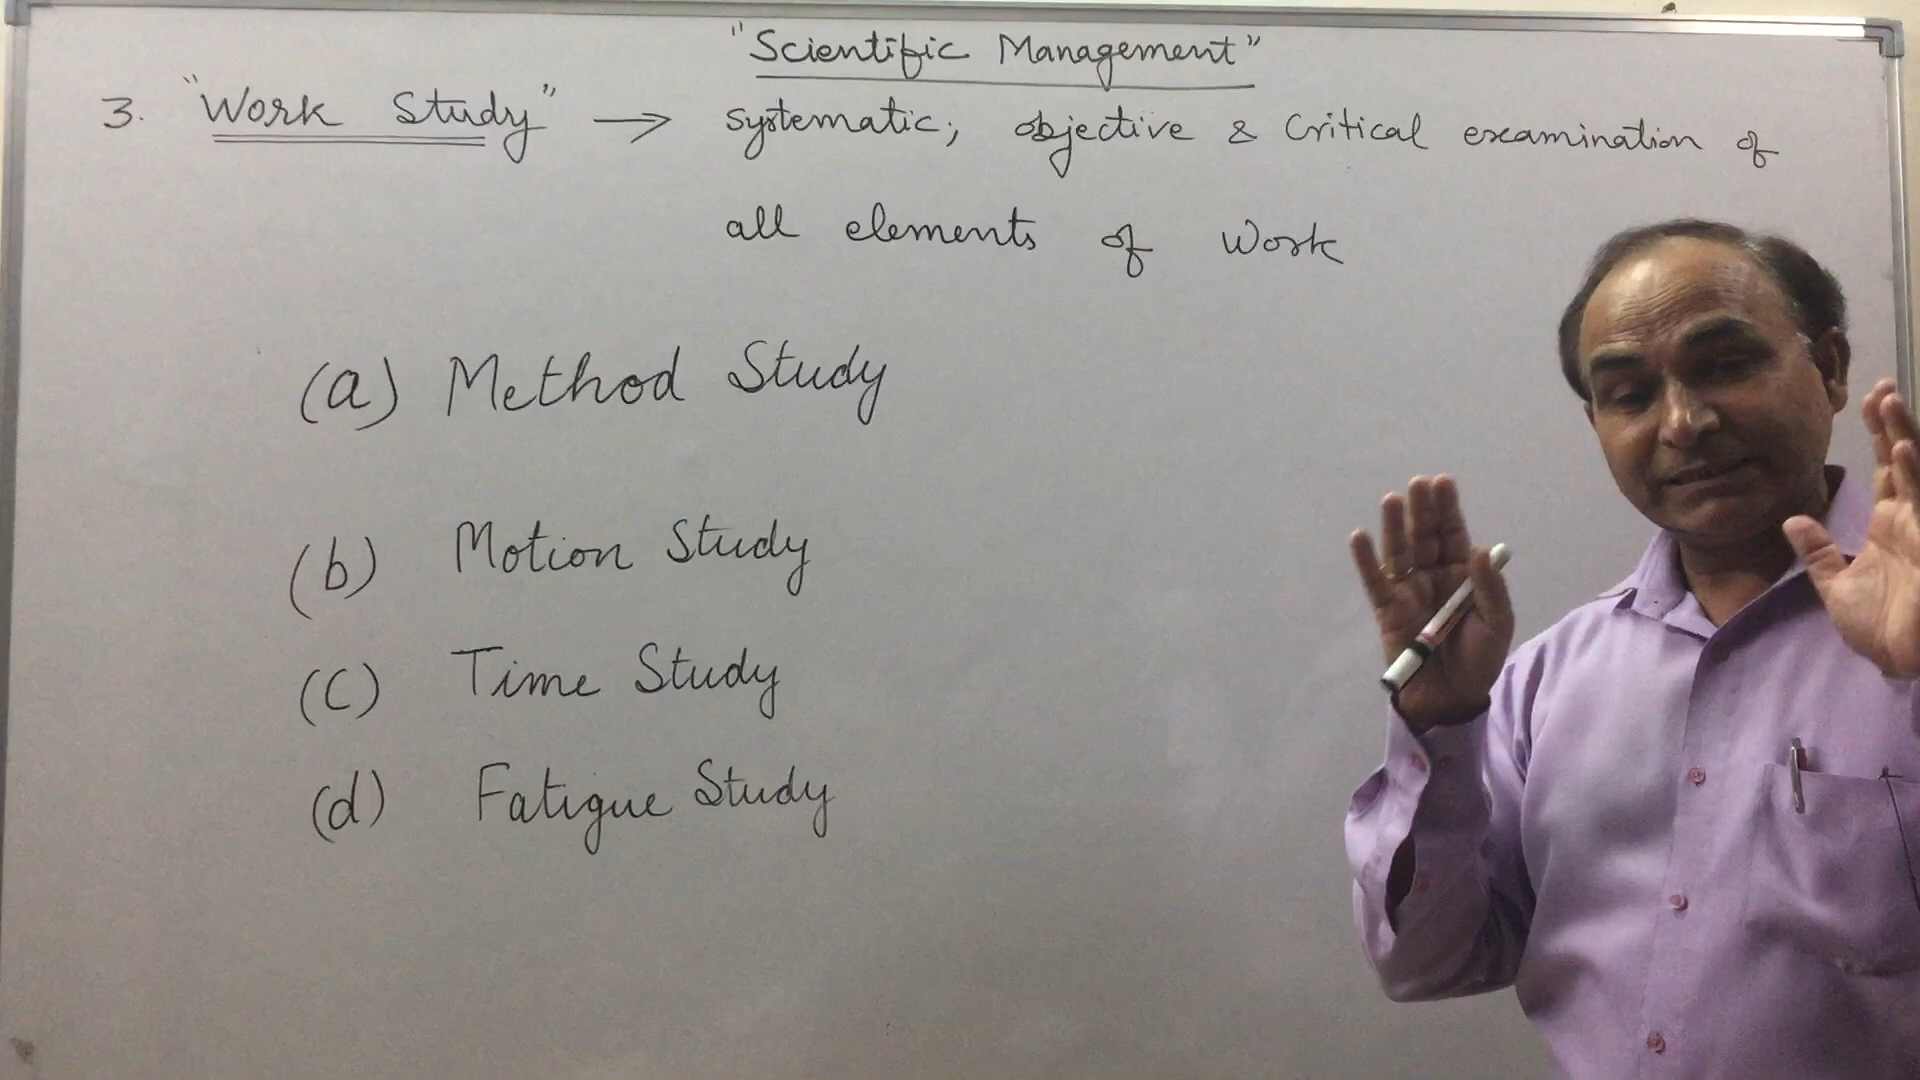 "Scientific Management"
3. "Work Study" → systematic, objective & Critical examination of
all elements of Work
(a) Method Study
(b) Motion Study
(c) Time Study
(d) Fatigue Study